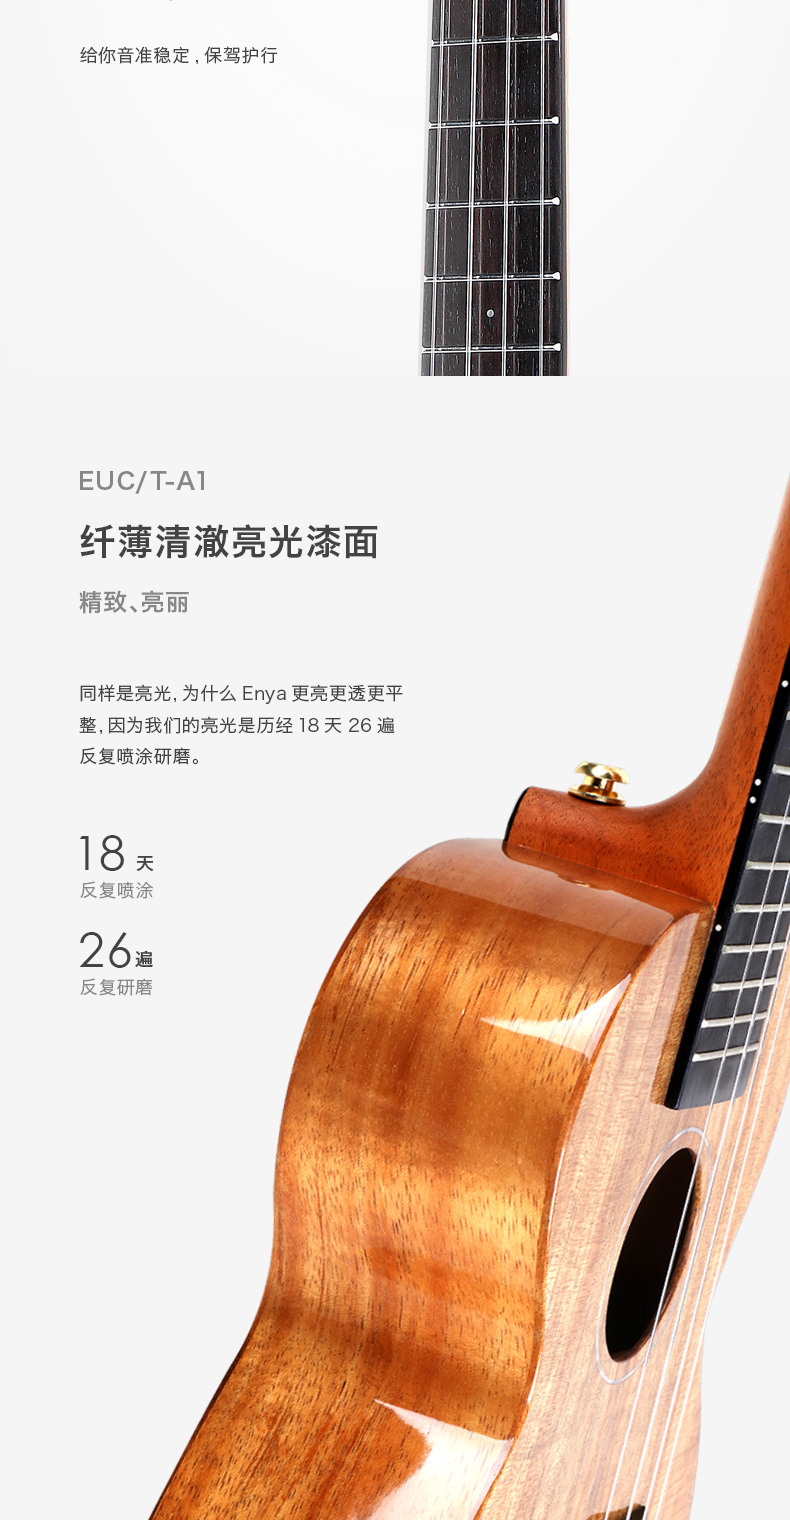 给你音准稳定 , 保驾护行
EUC/T-A1
纤薄清澈亮光漆面
精致、亮丽
同样是亮光, 为什么 Enya 更亮更透更平
整, 因为我们的亮光是历经 18 天 26 遍
反复喷涂研磨。
18 天
反复喷涂
26遍
反复研磨